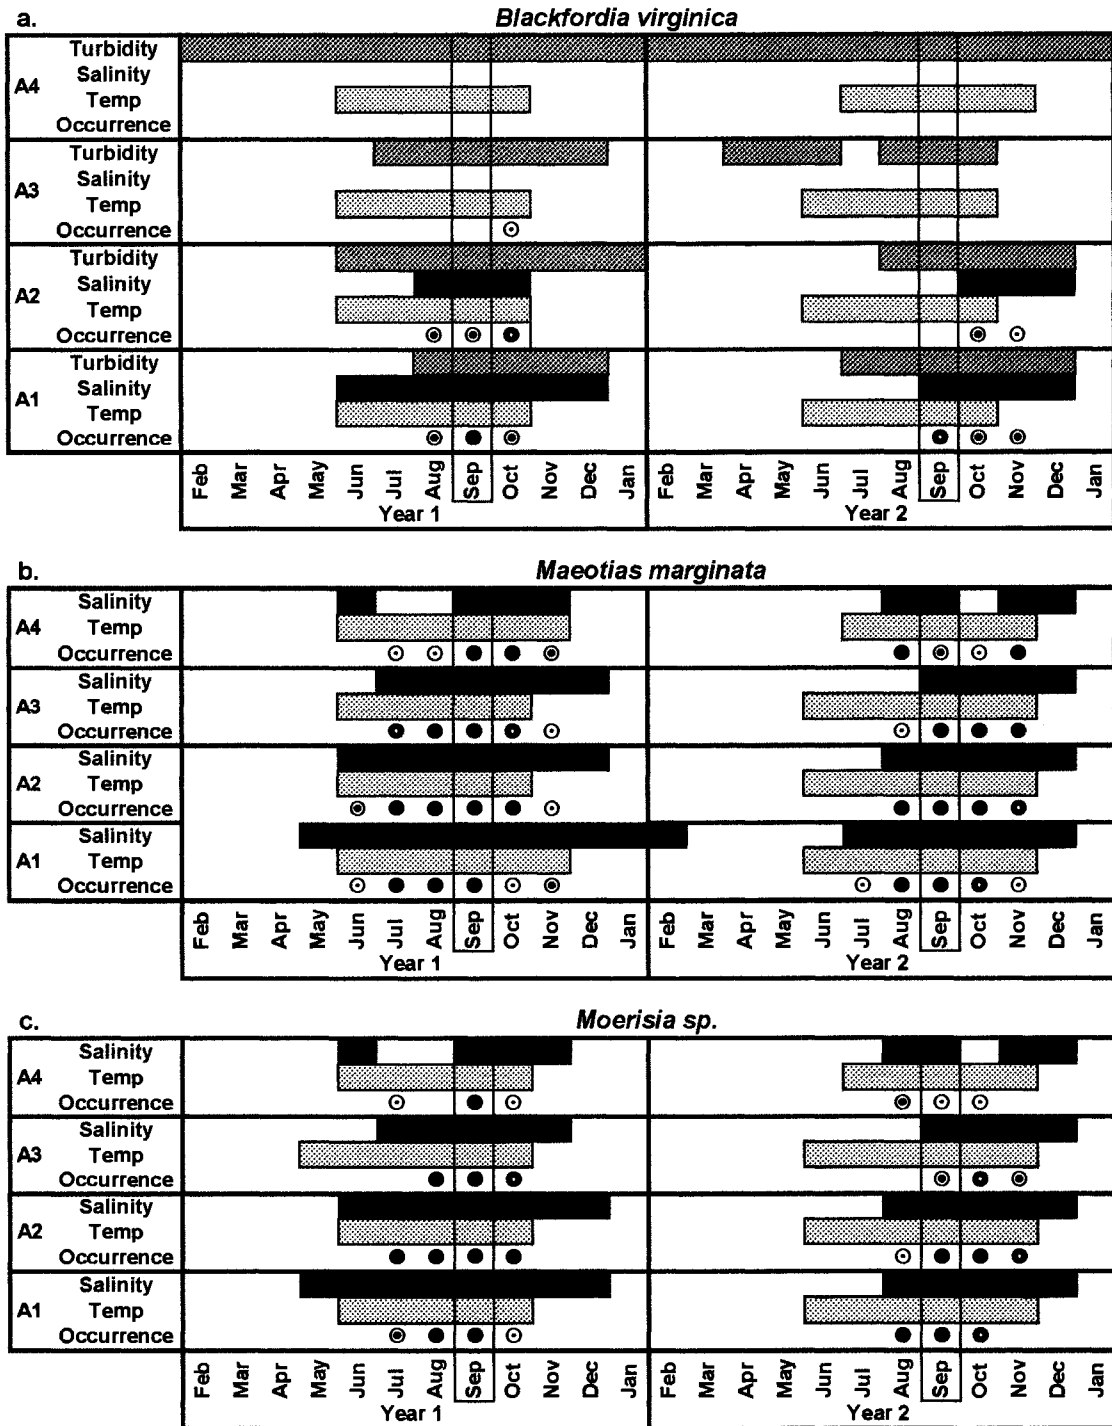 a.
Blackfordia virginica
Turbidity
Salinity
A4
Temp
Occurrence
Turbidity
Salinity
A3
Temp
Occurrence
Turbidity
Salinity
A2
Temp
Occurrence
Turbidity
Salinity
A1
Temp
Occurrence
Feb Mar Apr May Jun Jul Aug Sep Oct Nov Dec Jan Feb Mar Apr May Jun Jul Aug Sep Oct Nov Dec Jan
Year 1 Year 2
b.
Maeotias marginata
Salinity
A4 Temp
Occurrence
Salinity
A3 Temp
Occurrence
Salinity
A2 Temp
Occurrence
Salinity
A1 Temp
Occurrence
Feb Mar Apr May Jun Jul Aug Sep Oct Nov Dec Jan Feb Mar Apr May Jun Jul Aug Sep Oct Nov Dec Jan
Year 1 Year 2
c.
Moerisia sp.
Salinity
A4 Temp
Occurrence
Salinity
A3 Temp
Occurrence
Salinity
A2 Temp
Occurrence
Salinity
A1 Temp
Occurrence
Feb Mar Apr May Jun Jul Aug Sep Oct Nov Dec Jan Feb Mar Apr May Jun Jul Aug Sep Oct Nov Dec Jan
Year 1 Year 2